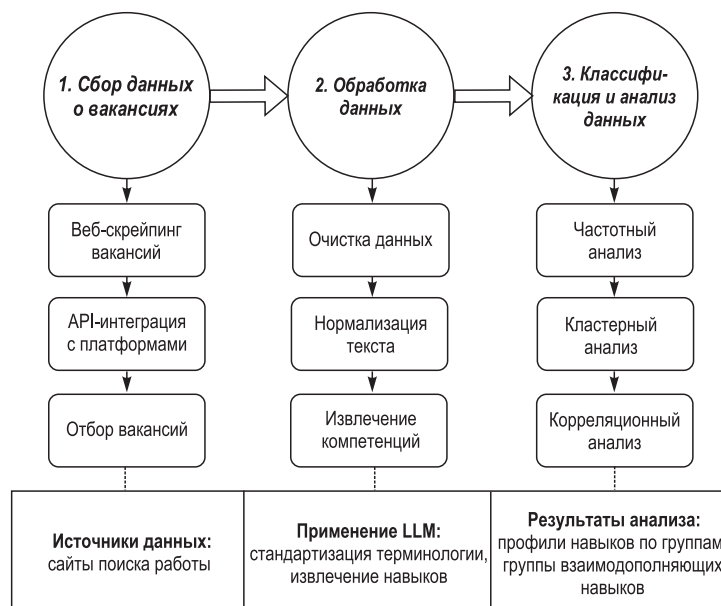 1. Сбор данных
о вакансиях
2. Обработка
данных
3. Классифи-
кация и анализ
данных
Веб-скрейпинг
вакансий
Очистка данных
Частотный
анализ
API-интеграция
с платформами
Нормализация
текста
Кластерный
анализ
Отбор вакансий
Извлечение
компетенций
Корреляционный
анализ
Источники данных:
сайты поиска работы
Применение LLM:
стандартизация терминологии,
извлечение навыков
Результаты анализа:
профили навыков по группам,
группы взаимодополняющих
навыков